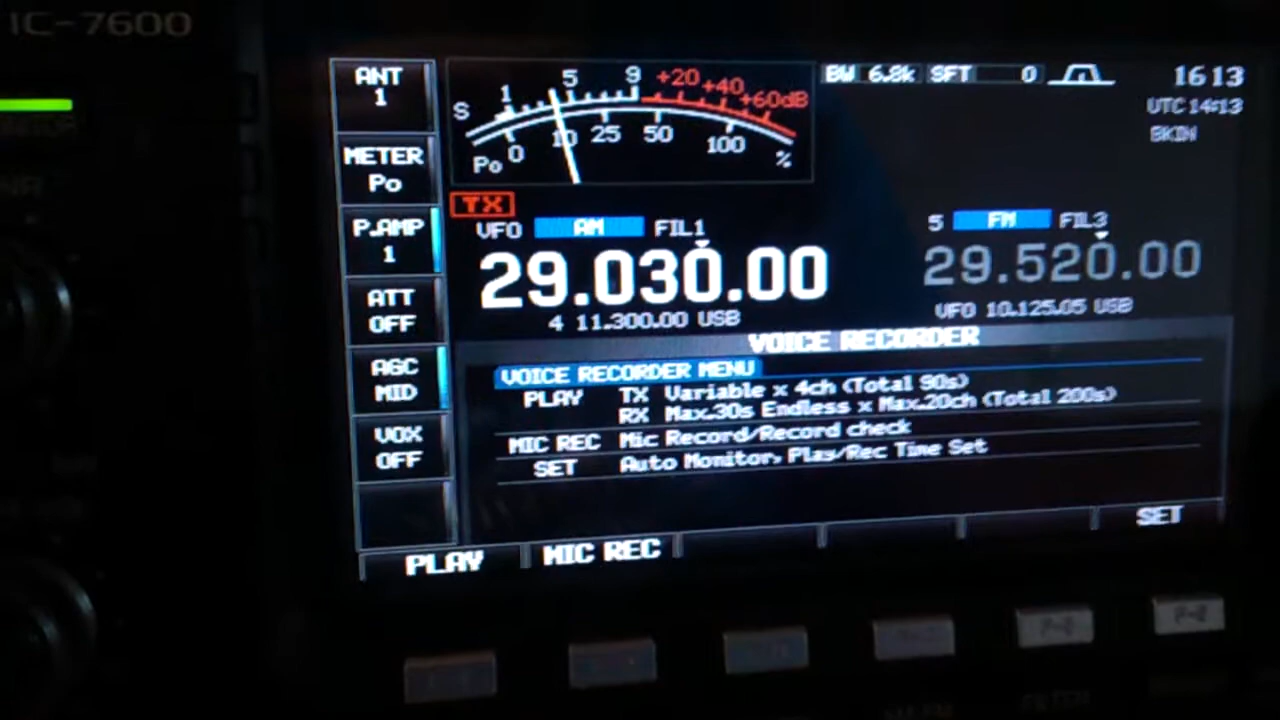 IC-7600
ANT
1
METER
Po
P.AMP
1
ATT
OFF
AGC
MID
VOX
OFF
S 1 5 9 +20 +40 +60dB
Po 0 10 25 50 100 %
BW 6.8k SFT 0
1613
UTC 14:13
BKIN
TX
VFO AM FIL1
29.030.00
4 11.300.00 USB
5 FM FIL3
29.520.00
VFO 10.125.05 USB
VOICE RECORDER
VOICE RECORDER MENU
PLAY TX Variable x 4ch (Total 90s)
RX Max.30s Endless x Max.20ch (Total 200s)
MIC REC Mic Record/Record check
SET Auto Monitor, Play/Rec Time Set
PLAY MIC REC SET